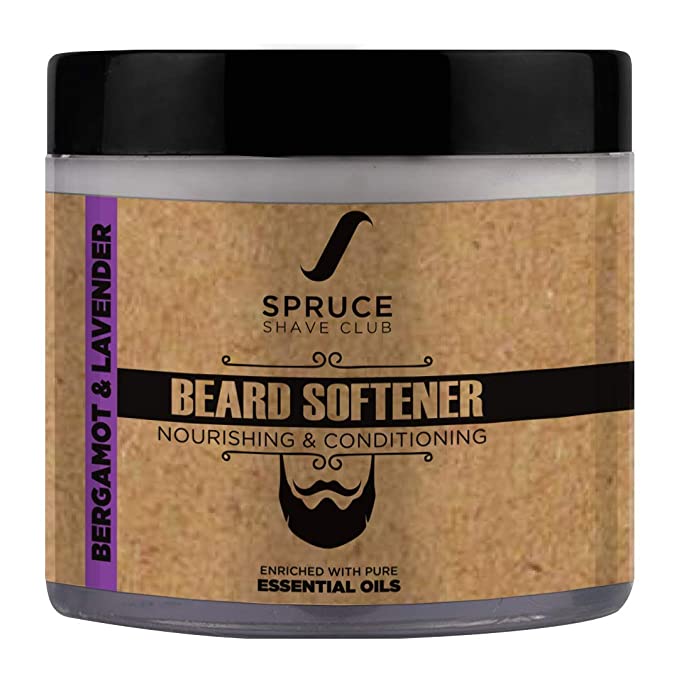 SPRUCE
SHAVE CLUB
BEARD SOFTENER
NOURISHING & CONDITIONING
ENRICHED WITH PURE
ESSENTIAL OILS
BERGAMOT & LAVENDER